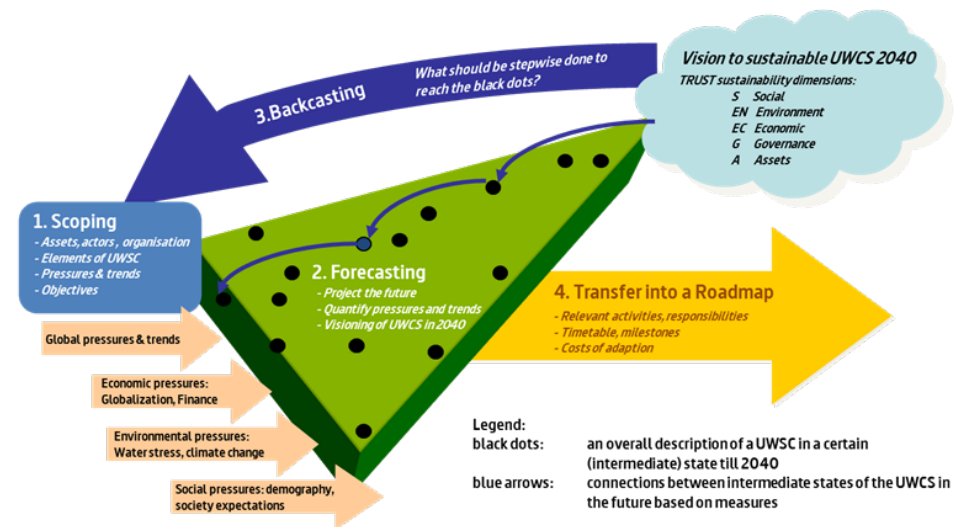 Vision to sustainable UWCS 2040
TRUST sustainability dimensions:
S Social
EN Environment
EC Economic
G Governance
A Assets
3.Backcasting
What should be stepwise done to
reach the black dots?
1. Scoping
- Assets, actors , organisation
- Elements of UWSC
- Pressures & trends
- Objectives
2. Forecasting
- Project the future
- Quantify pressures and trends
- Visioning of UWCS in 2040
4. Transfer into a Roadmap
- Relevant activities, responsibilities
- Timetable, milestones
- Costs of adaption
Global pressures & trends
Economic pressures:
Globalization, Finance
Environmental pressures:
Water stress, climate change
Social pressures: demography,
society expectations
Legend:
black dots: an overall description of a UWSC in a certain
(intermediate) state till 2040
blue arrows: connections between intermediate states of the UWCS in
the future based on measures